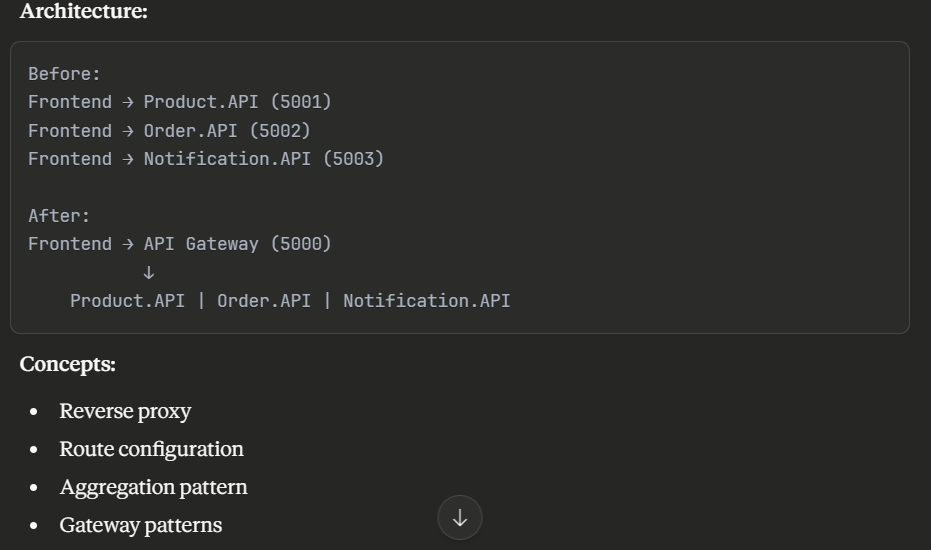 Architecture:
Before:
Frontend → Product.API (5001)
Frontend → Order.API (5002)
Frontend → Notification.API (5003)
After:
Frontend → API Gateway (5000)
↓
Product.API | Order.API | Notification.API
Concepts:
• Reverse proxy
• Route configuration
• Aggregation pattern
• Gateway patterns